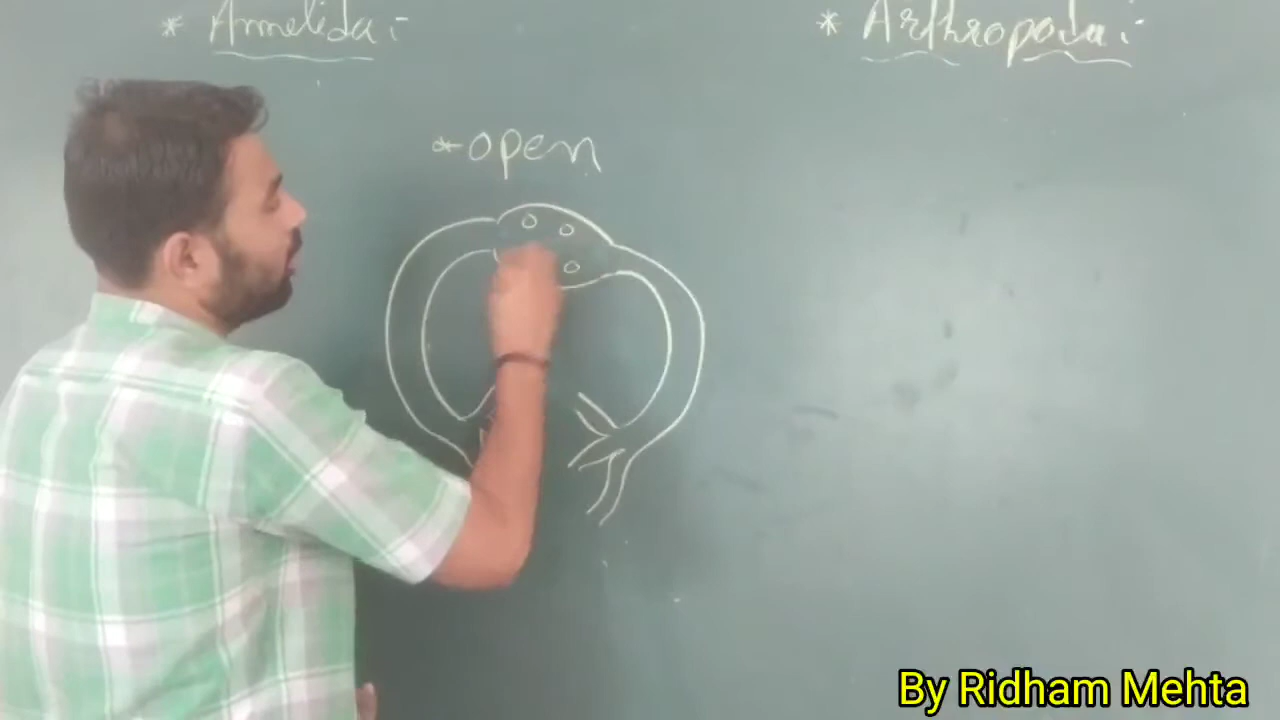 * Annelida :-
* Arthropoda :-
* open
By Ridham Mehta